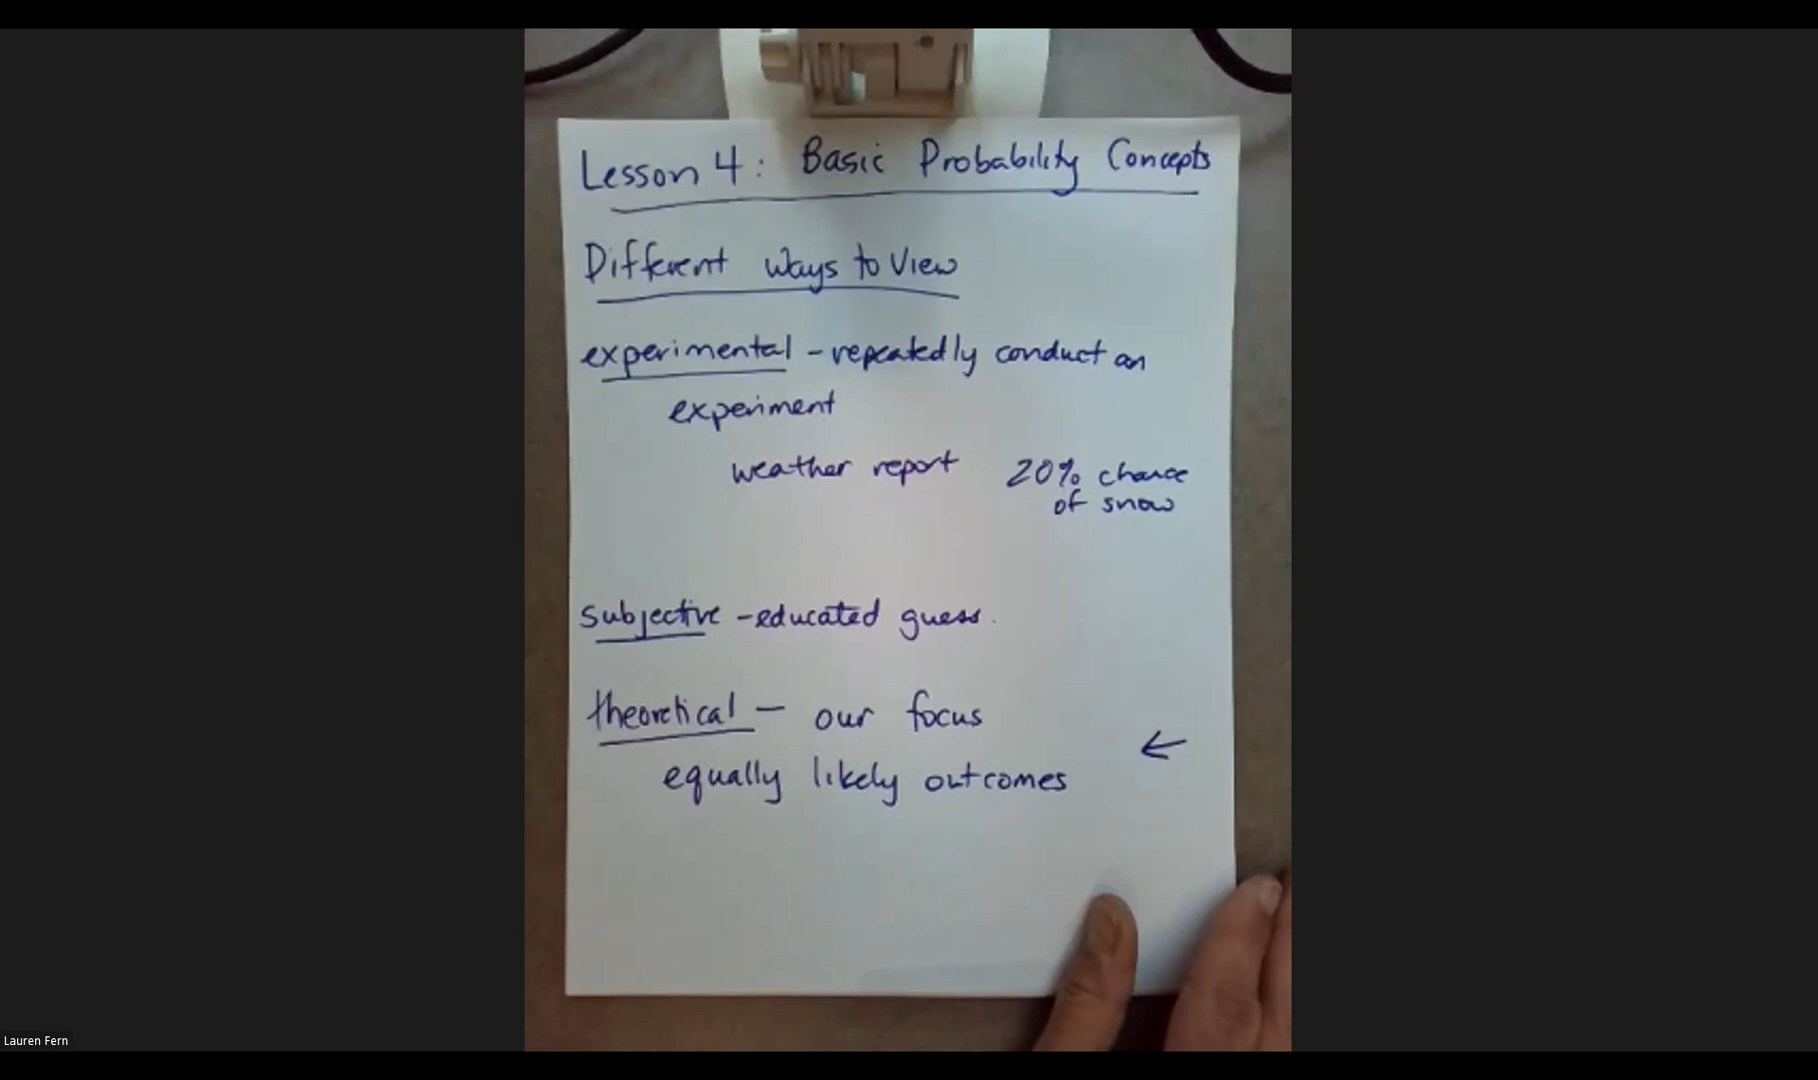 Lesson 4: Basic Probability Concepts
Different Ways to View
experimental - repeatedly conduct an
experiment
weather report 20% chance
of snow
Subjective - educated guess.
theoretical - our focus
←
equally likely outcomes
Lauren Fern